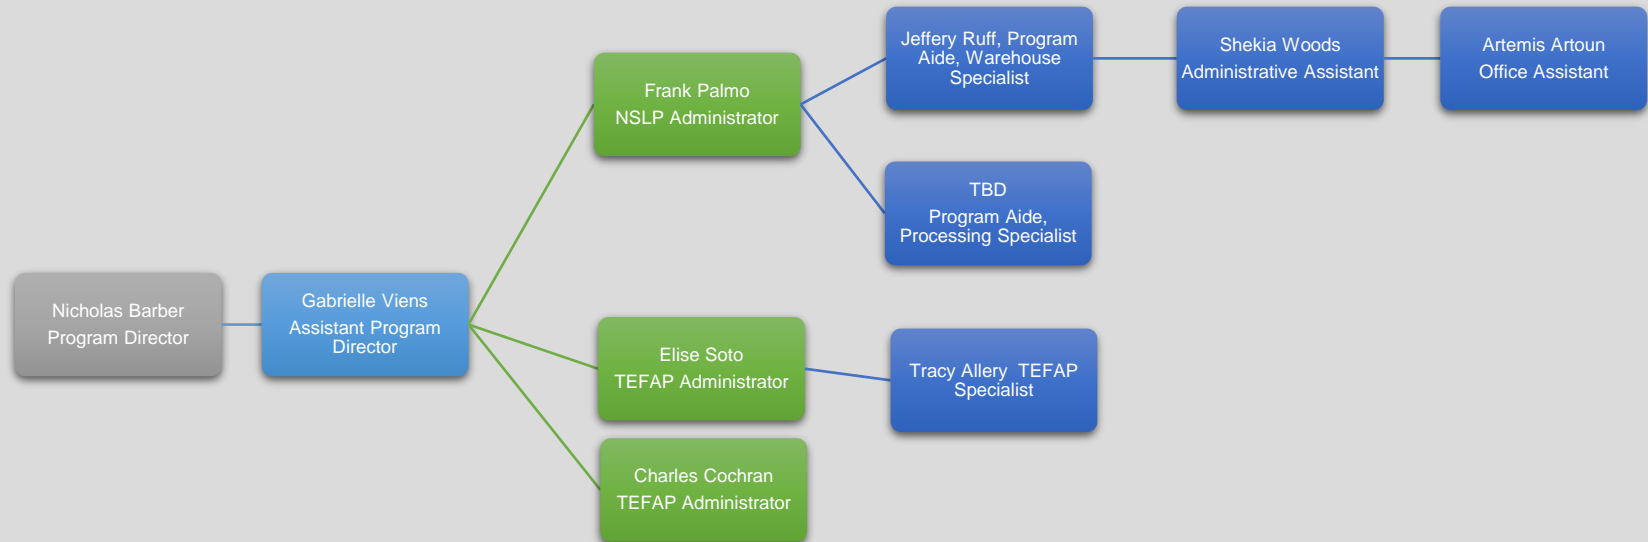 Nicholas Barber
Program Director
Gabrielle Viens
Assistant Program
Director
Frank Palmo
NSLP Administrator
Jeffery Ruff, Program
Aide, Warehouse
Specialist
Shekia Woods
Administrative Assistant
Artemis Artoun
Office Assistant
TBD
Program Aide,
Processing Specialist
Elise Soto
TEFAP Administrator
Tracy Allery  TEFAP
Specialist
Charles Cochran
TEFAP Administrator